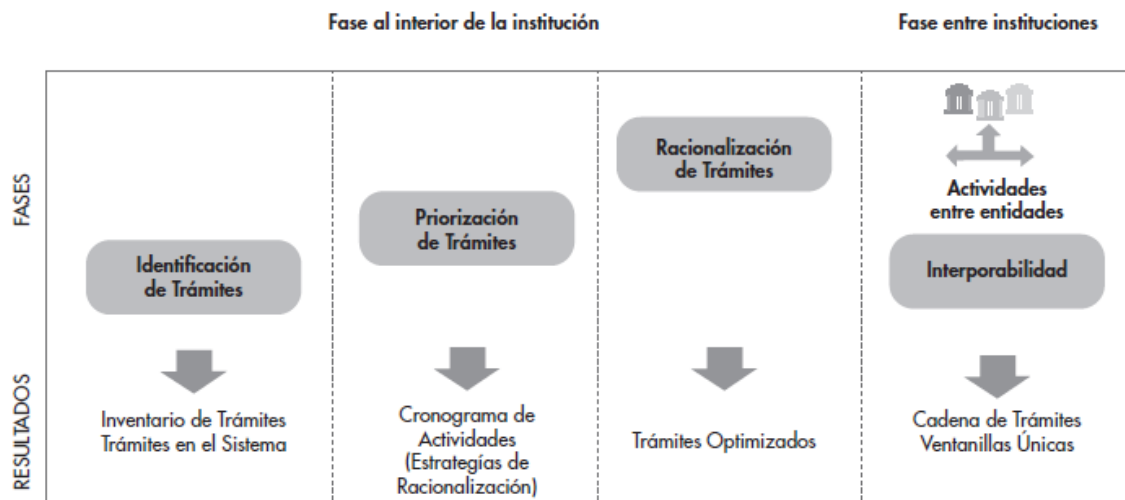 Fase al interior de la institución
Fase entre instituciones
FASES
Identificación
de Trámites
Priorización
de Trámites
Racionalización
de Trámites
Actividades
entre entidades
Interporabilidad
RESULTADOS
Inventario de Trámites
Trámites en el Sistema
Cronograma de
Actividades
(Estrategías de
Racionalización)
Trámites Optimizados
Cadena de Trámites
Ventanillas Únicas